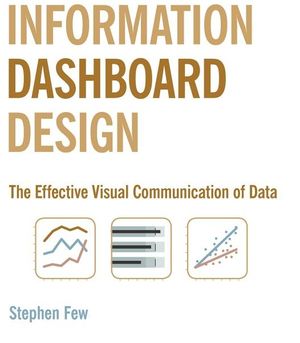 INFORMATION
DASHBOARD
DESIGN
The Effective Visual Communication of Data
Stephen Few